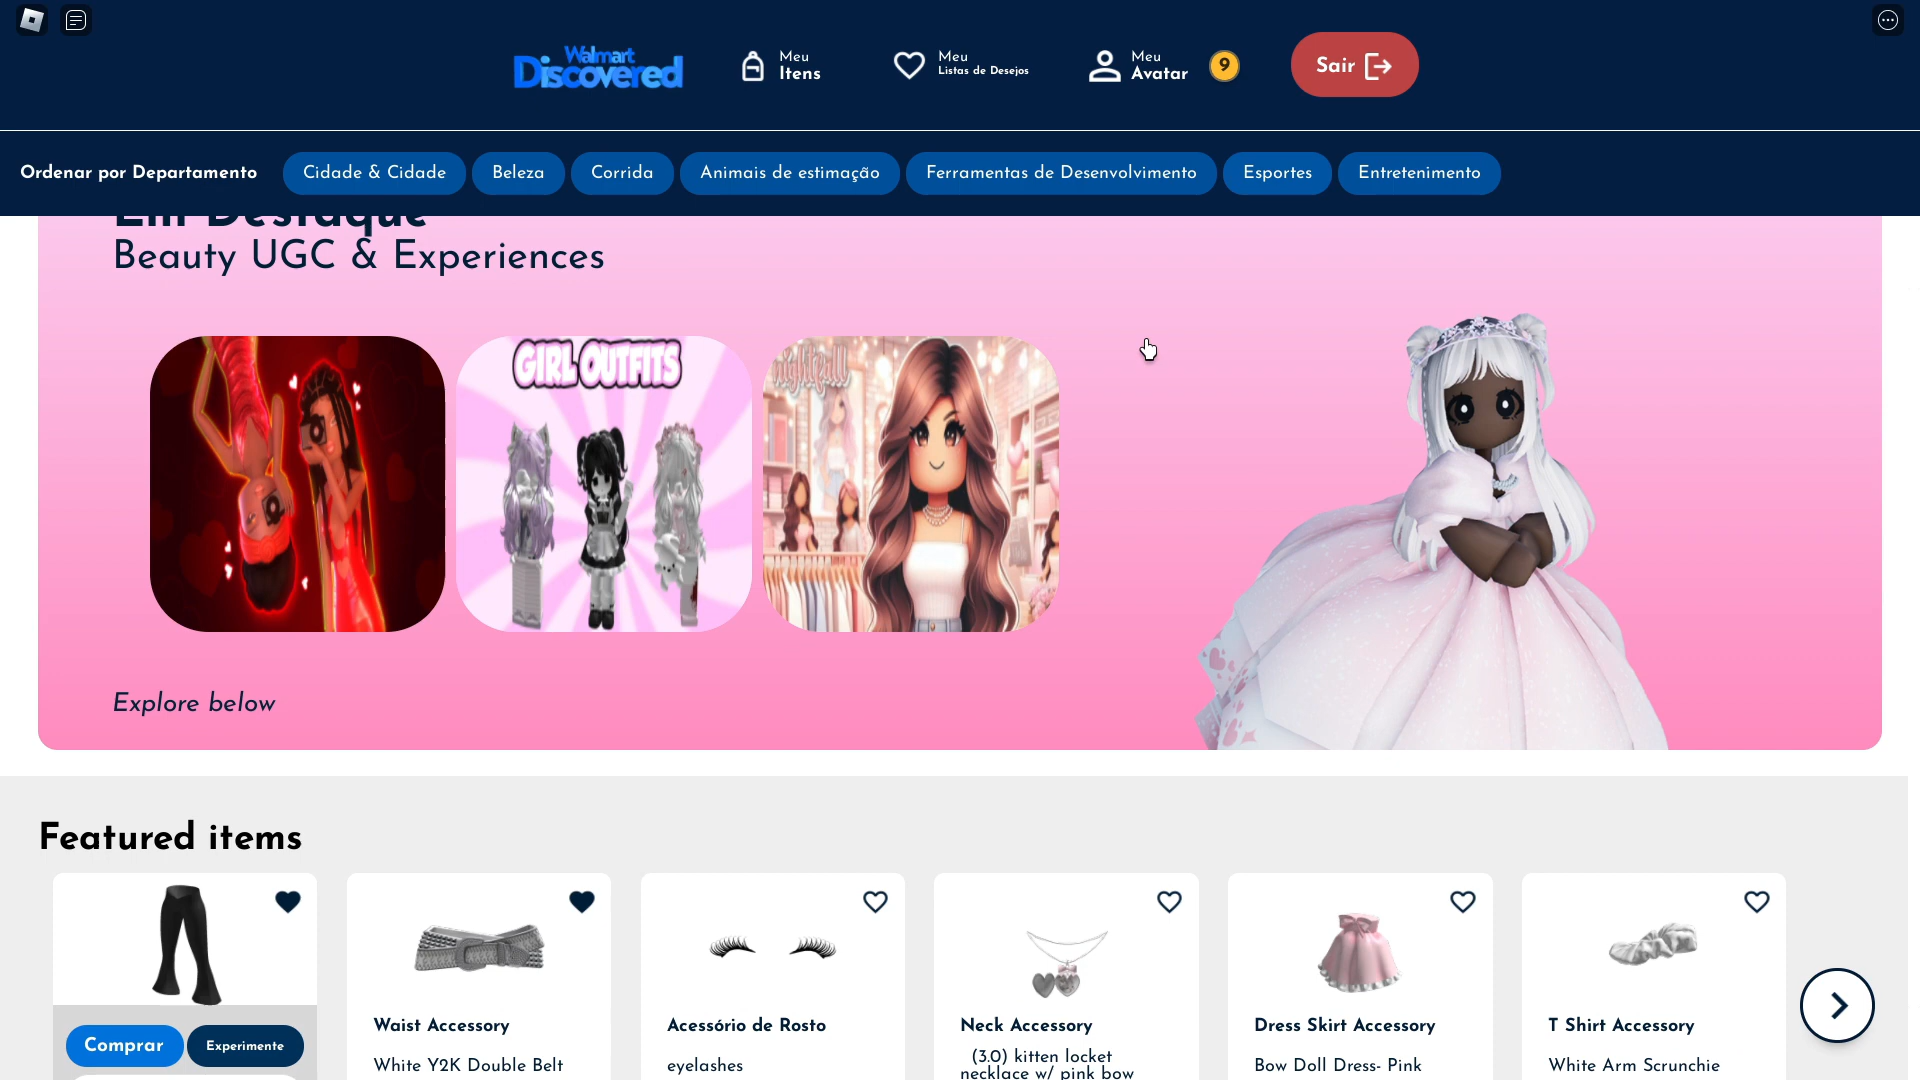 Walmart
Discovered
Meu
Itens
Meu
Listas de Desejos
Meu
Avatar
9
Sair
Ordenar por Departamento
Cidade & Cidade
Beleza
Corrida
Animais de estimação
Ferramentas de Desenvolvimento
Esportes
Entretenimento
Em Destaque
Beauty UGC & Experiences
GIRL OUTFITS
nightfall
Explore below
Featured items
Comprar
Experimente
Waist Accessory
White Y2K Double Belt
Acessório de Rosto
eyelashes
Neck Accessory
(3.0) kitten locket
necklace w/ pink bow
Dress Skirt Accessory
Bow Doll Dress- Pink
T Shirt Accessory
White Arm Scrunchie